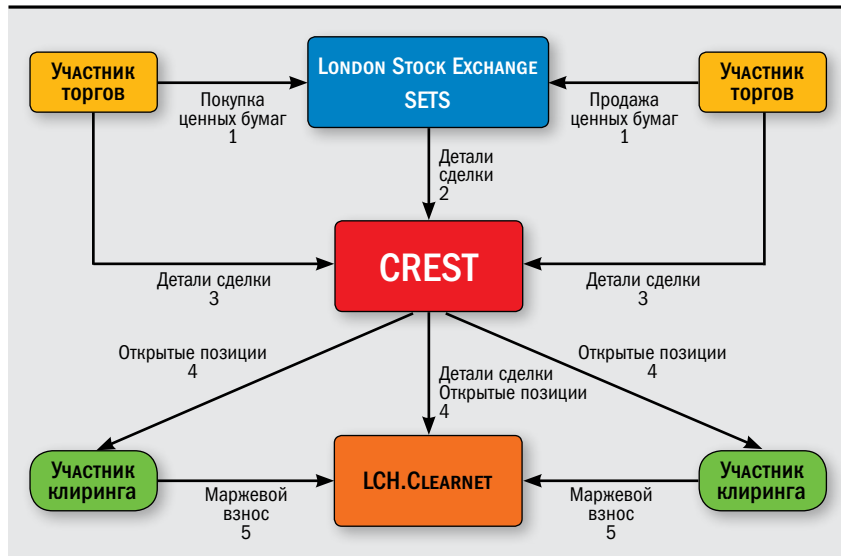 Участник
торгов
London Stock Exchange
SETS
Участник
торгов
Покупка
ценных бумаг
1
Продажа
ценных бумаг
1
Детали
сделки
2
CREST
Детали сделки
3
Детали сделки
3
Открытые позиции
4
Детали сделки
Открытые позиции
4
Открытые позиции
4
Участник
клиринга
LCH.Clearnet
Участник
клиринга
Маржевой
взнос
5
Маржевой
взнос
5